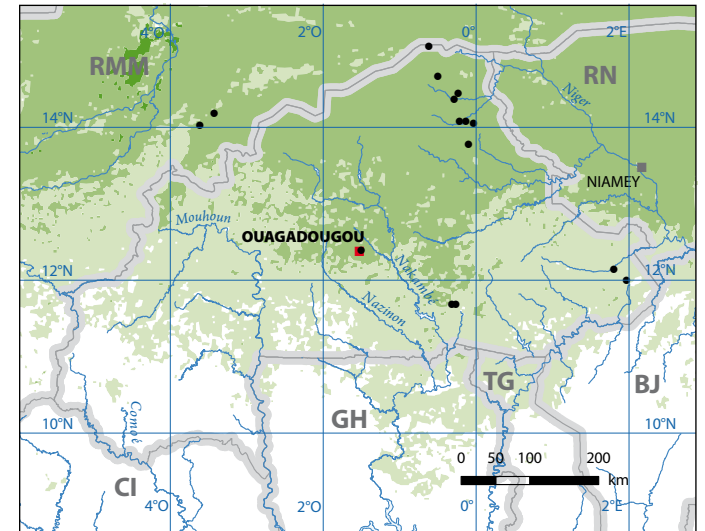 4°O 2°O 0° 2°E
RMM RN
Niger
14°N 14°N
NIAMEY
Mouhoun
OUAGADOUGOU
Nakambe
12°N 12°N
Nazinon
TG BJ
GH
Comoé
10°N 10°N
0 50 100 200
km
CI
4°O 2°O 0° 2°E